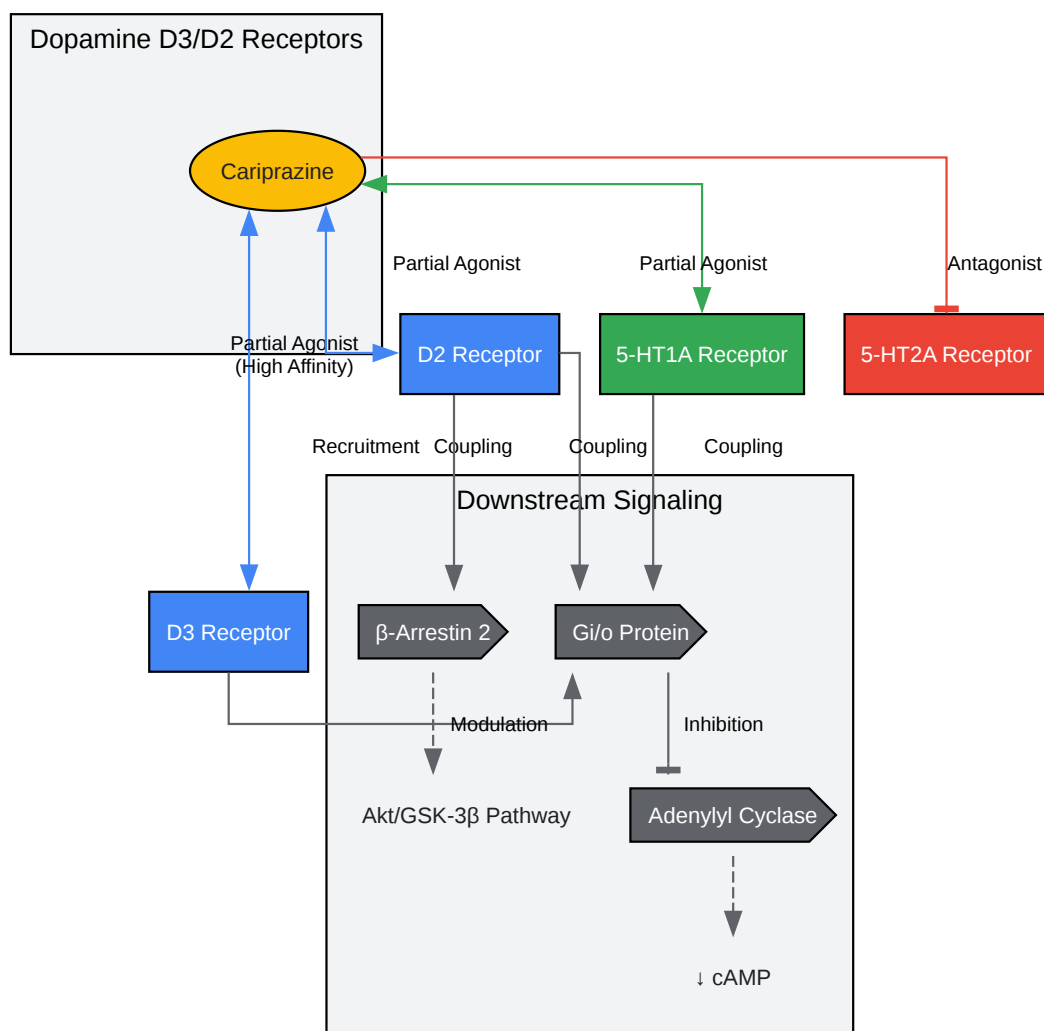 Dopamine D3/D2 Receptors
Cariprazine
Partial Agonist
Partial Agonist
Antagonist
Partial Agonist
(High Affinity)
D2 Receptor
5-HT1A Receptor
5-HT2A Receptor
Recruitment
Coupling
Coupling
Coupling
Downstream Signaling
D3 Receptor
β-Arrestin 2
Gi/o Protein
Modulation
Inhibition
Akt/GSK-3β Pathway
Adenylyl Cyclase
↓ cAMP